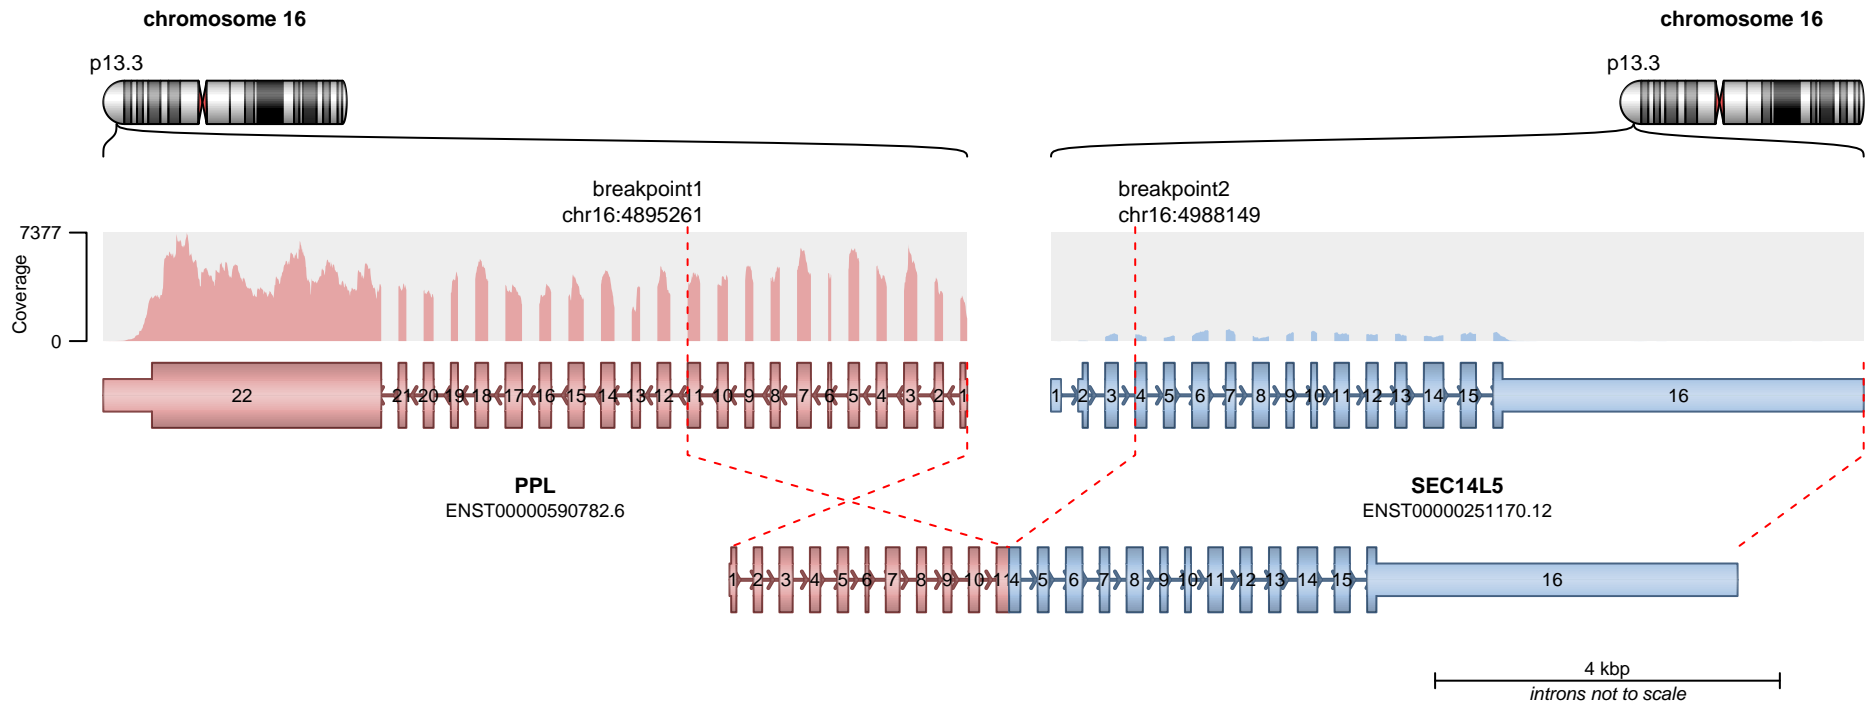 chromosome 16
chromosome 16
p13.3
p13.3
breakpoint1
chr16:4895261
breakpoint2
chr16:4988149
7377
Coverage
0
22 21 20 19 18 17 16 15 14 13 12 11 10 9 8 7 6 5 4 3 2 1
1 2 3 4 5 6 7 8 9 10 11 12 13 14 15 16
PPL
ENST00000590782.6
SEC14L5
ENST00000251170.12
1 2 3 4 5 6 7 8 9 10 11 4 5 6 7 8 9 10 11 12 13 14 15 16
4 kbp
introns not to scale